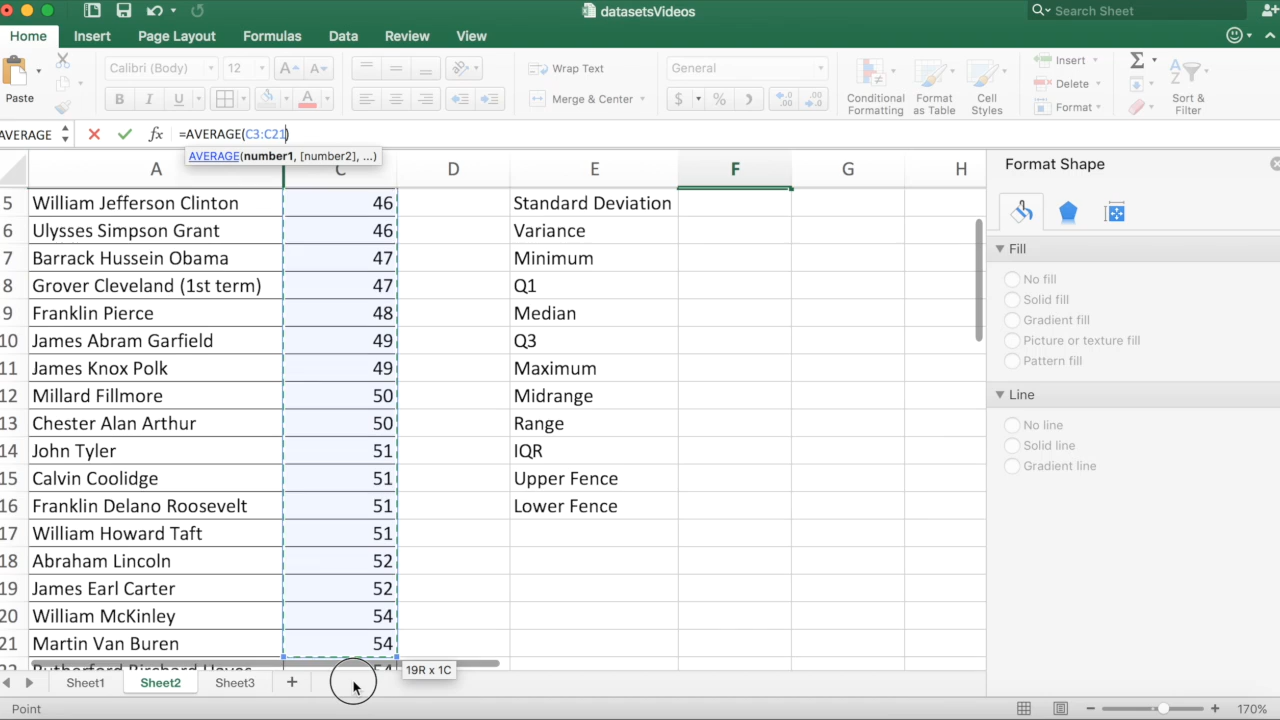 datasetsVideos
Search Sheet
Home Insert Page Layout Formulas Data Review View
Paste
Calibri (Body) 12
B I U A
Wrap Text
Merge & Center
General
$ %
Conditional Formatting
Format as Table
Cell Styles
Insert
Delete
Format
Sort & Filter
AVERAGE fx =AVERAGE(C3:C21)
AVERAGE(number1, [number2], ...)
A C D E F G H
5 William Jefferson Clinton 46 Standard Deviation
6 Ulysses Simpson Grant 46 Variance
7 Barrack Hussein Obama 47 Minimum
8 Grover Cleveland (1st term) 47 Q1
9 Franklin Pierce 48 Median
10 James Abram Garfield 49 Q3
11 James Knox Polk 49 Maximum
12 Millard Fillmore 50 Midrange
13 Chester Alan Arthur 50 Range
14 John Tyler 51 IQR
15 Calvin Coolidge 51 Upper Fence
16 Franklin Delano Roosevelt 51 Lower Fence
17 William Howard Taft 51
18 Abraham Lincoln 52
19 James Earl Carter 52
20 William McKinley 54
21 Martin Van Buren 54
22 Rutherford Birchard Hayes 54
19R x 1C
Format Shape
Fill
No fill
Solid fill
Gradient fill
Picture or texture fill
Pattern fill
Line
No line
Solid line
Gradient line
Sheet1 Sheet2 Sheet3
Point 170%